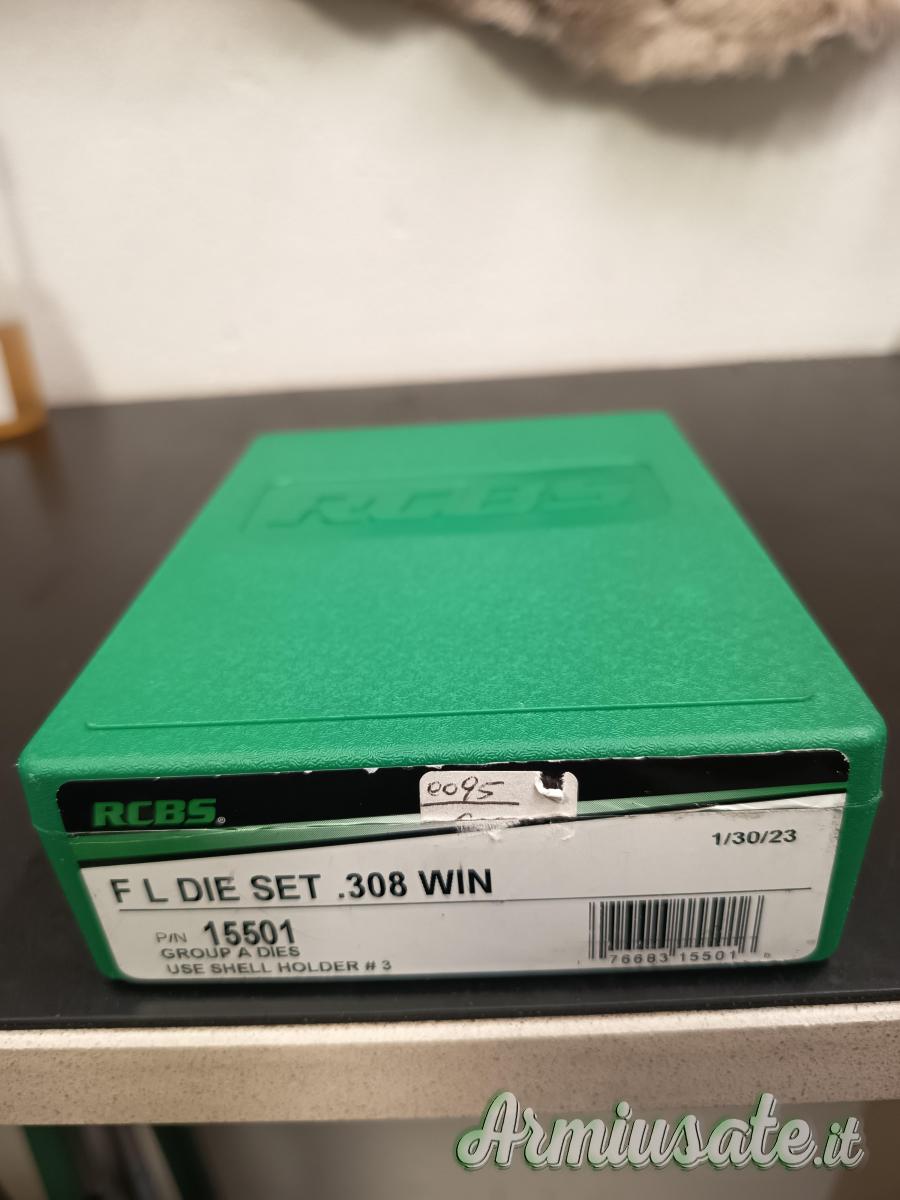 RCBS
0095
RCBS®
1/30/23
F L DIE SET .308 WIN
P/N 15501
GROUP A DIES
USE SHELL HOLDER # 3
76683 15501
Armiusate.it